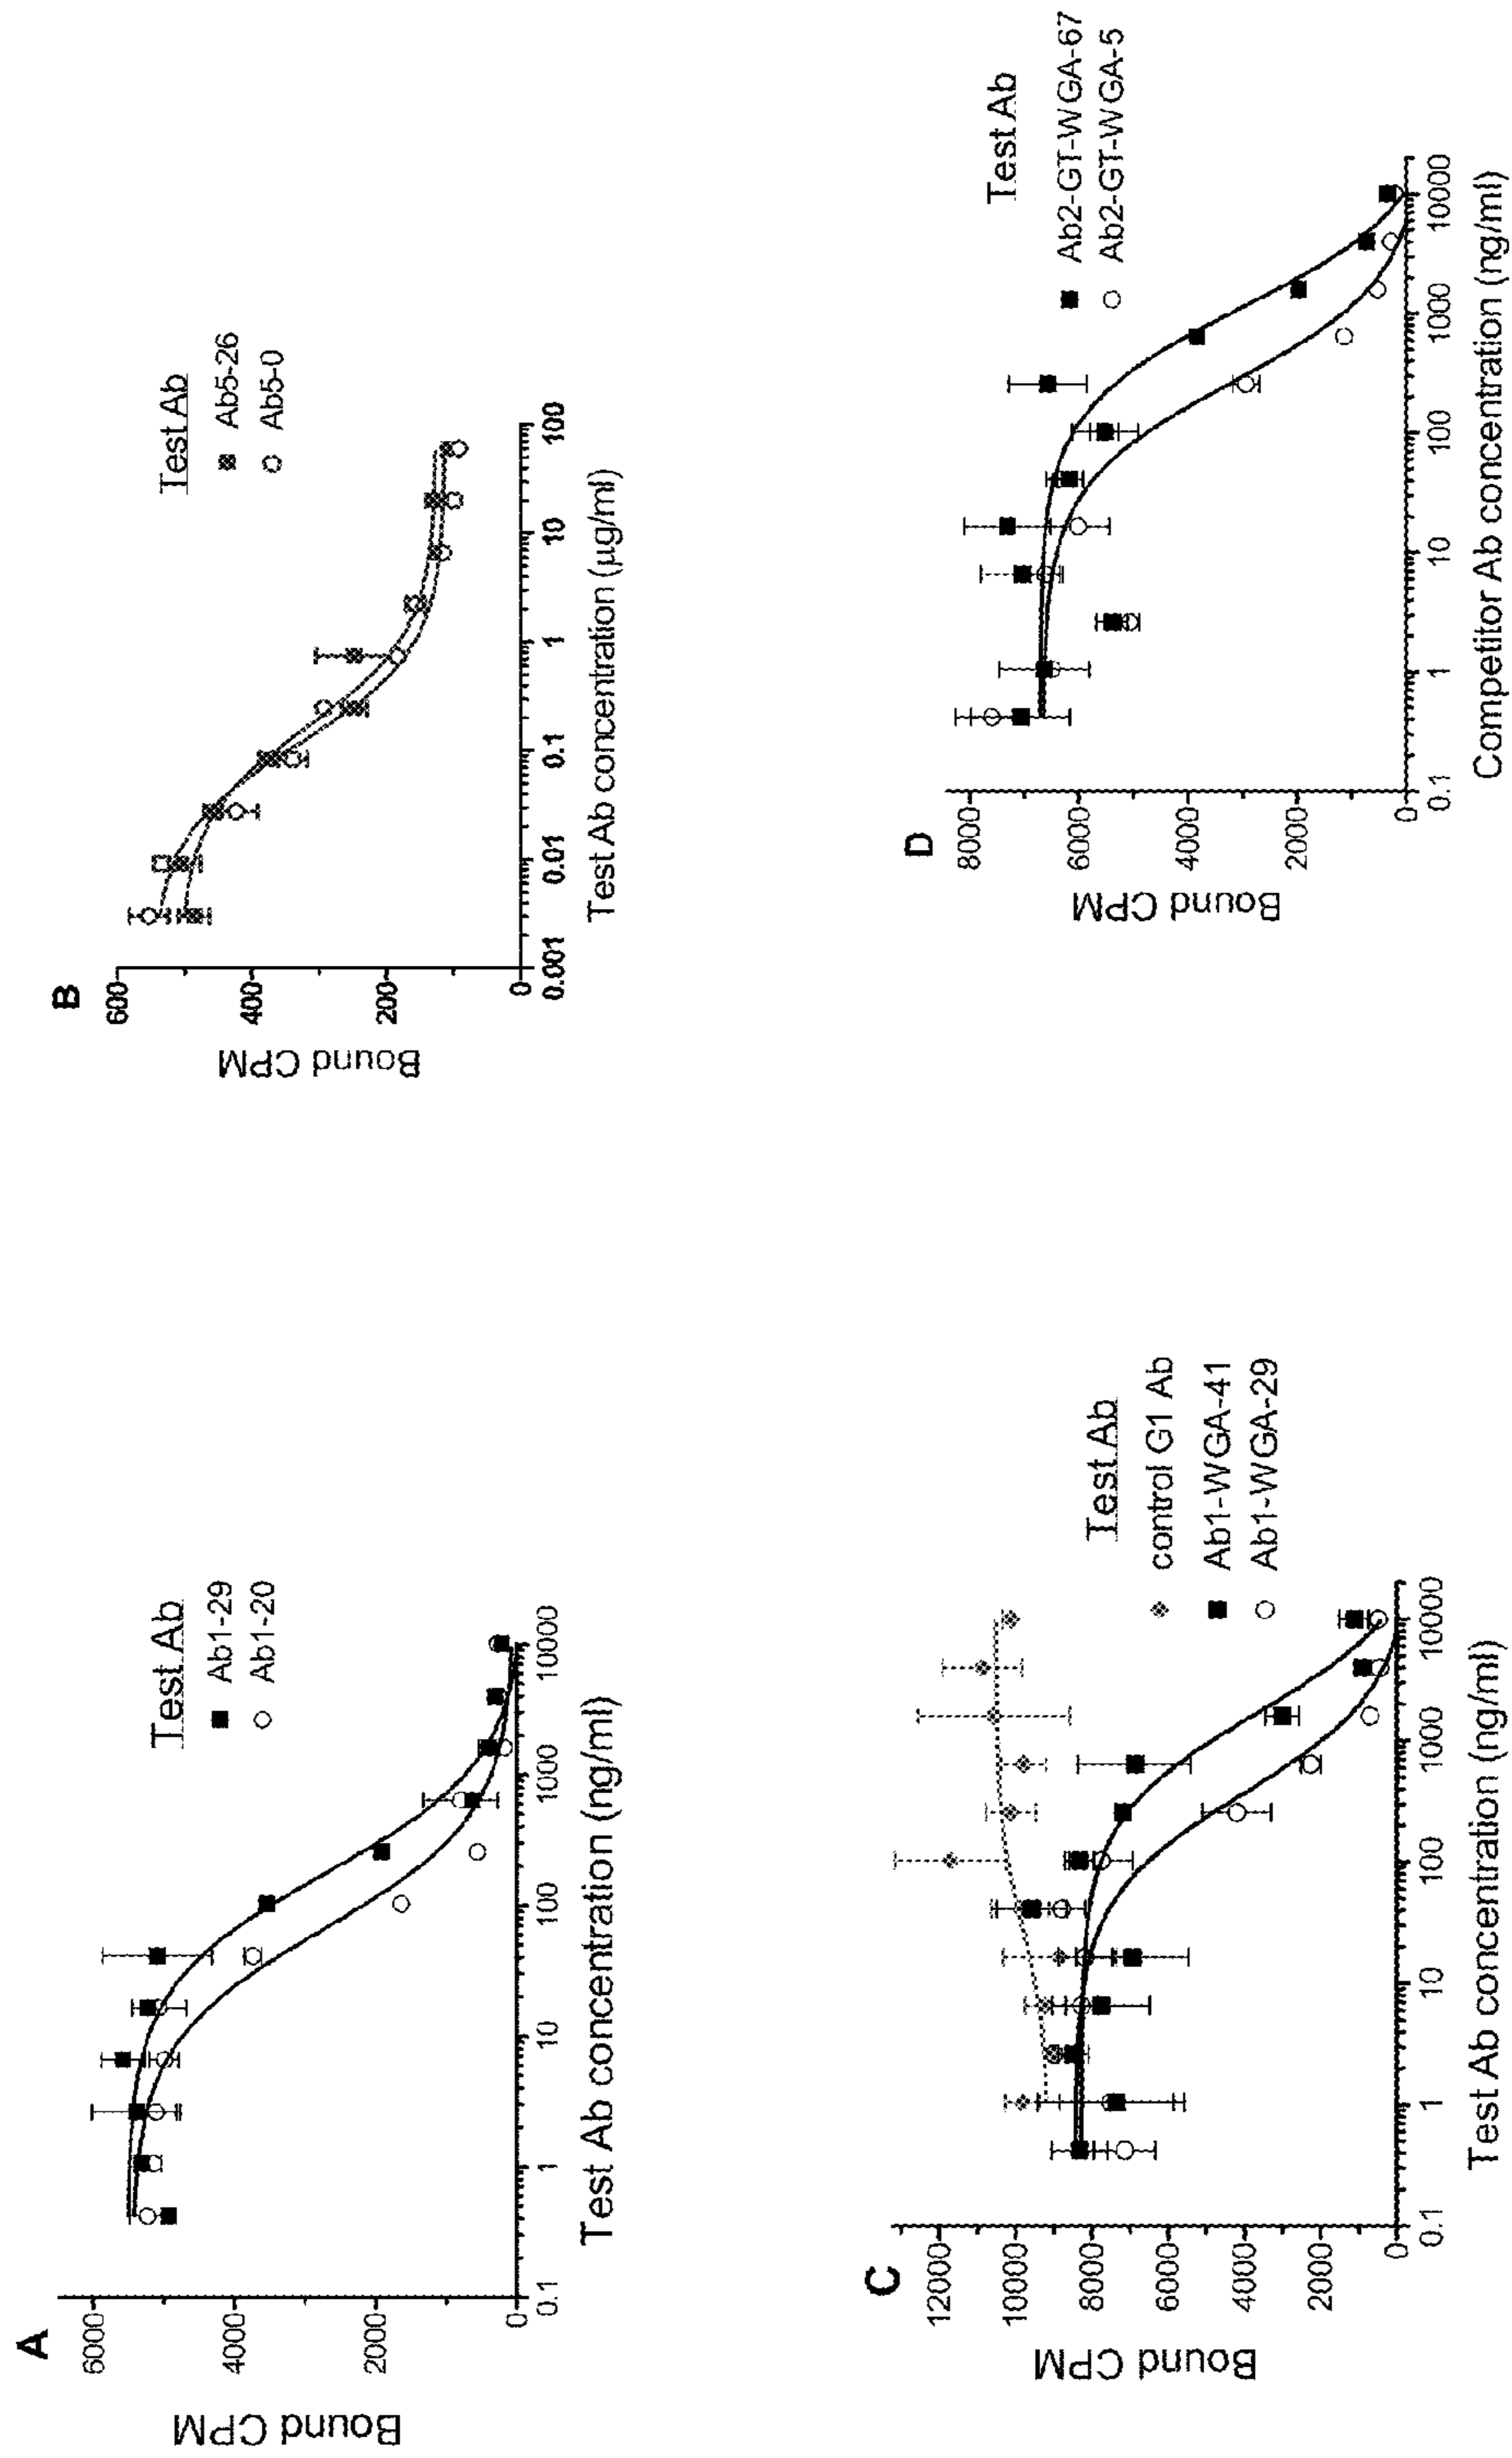 A
Bound CPM
6000
4000
2000
0
0.1
1
10
100
1000
10000
Test Ab concentration (ng/ml)
Test Ab
Ab1-29
Ab1-20
B
Bound CPM
600
400
200
0
0.001
0.01
0.1
1
10
100
Test Ab concentration (µg/ml)
Test Ab
Ab5-26
Ab5-0
C
Bound CPM
12000
10000
8000
6000
4000
2000
0
0.1
1
10
100
1000
10000
Test Ab concentration (ng/ml)
Test Ab
control G1 Ab
Ab1-WGA-41
Ab1-WGA-29
D
Bound CPM
8000
6000
4000
2000
0
0.1
1
10
100
1000
10000
Competitor Ab concentration (ng/ml)
Test Ab
Ab2-GT-WGA-67
Ab2-GT-WGA-5